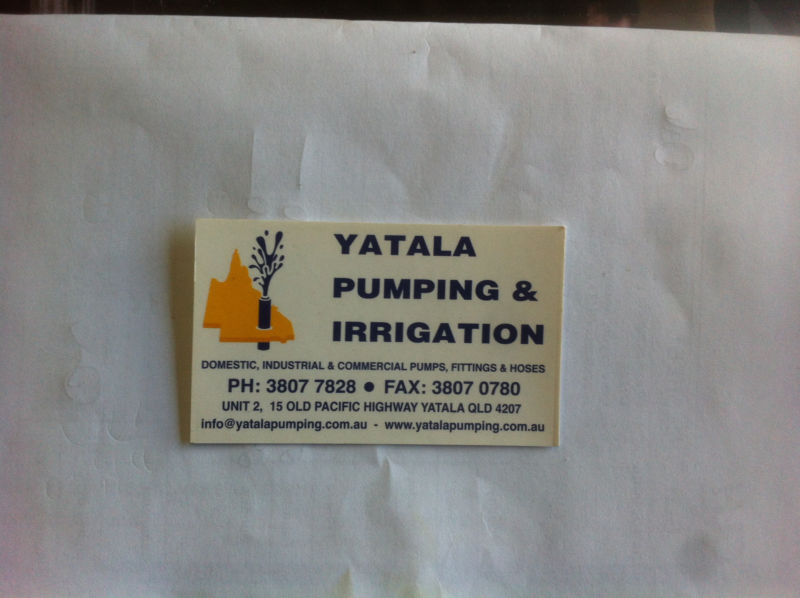 YATALA
PUMPING &
IRRIGATION
DOMESTIC, INDUSTRIAL & COMMERCIAL PUMPS, FITTINGS & HOSES
PH: 3807 7828 ● FAX: 3807 0780
UNIT 2, 15 OLD PACIFIC HIGHWAY YATALA QLD 4207
info@yatalapumping.com.au - www.yatalapumping.com.au